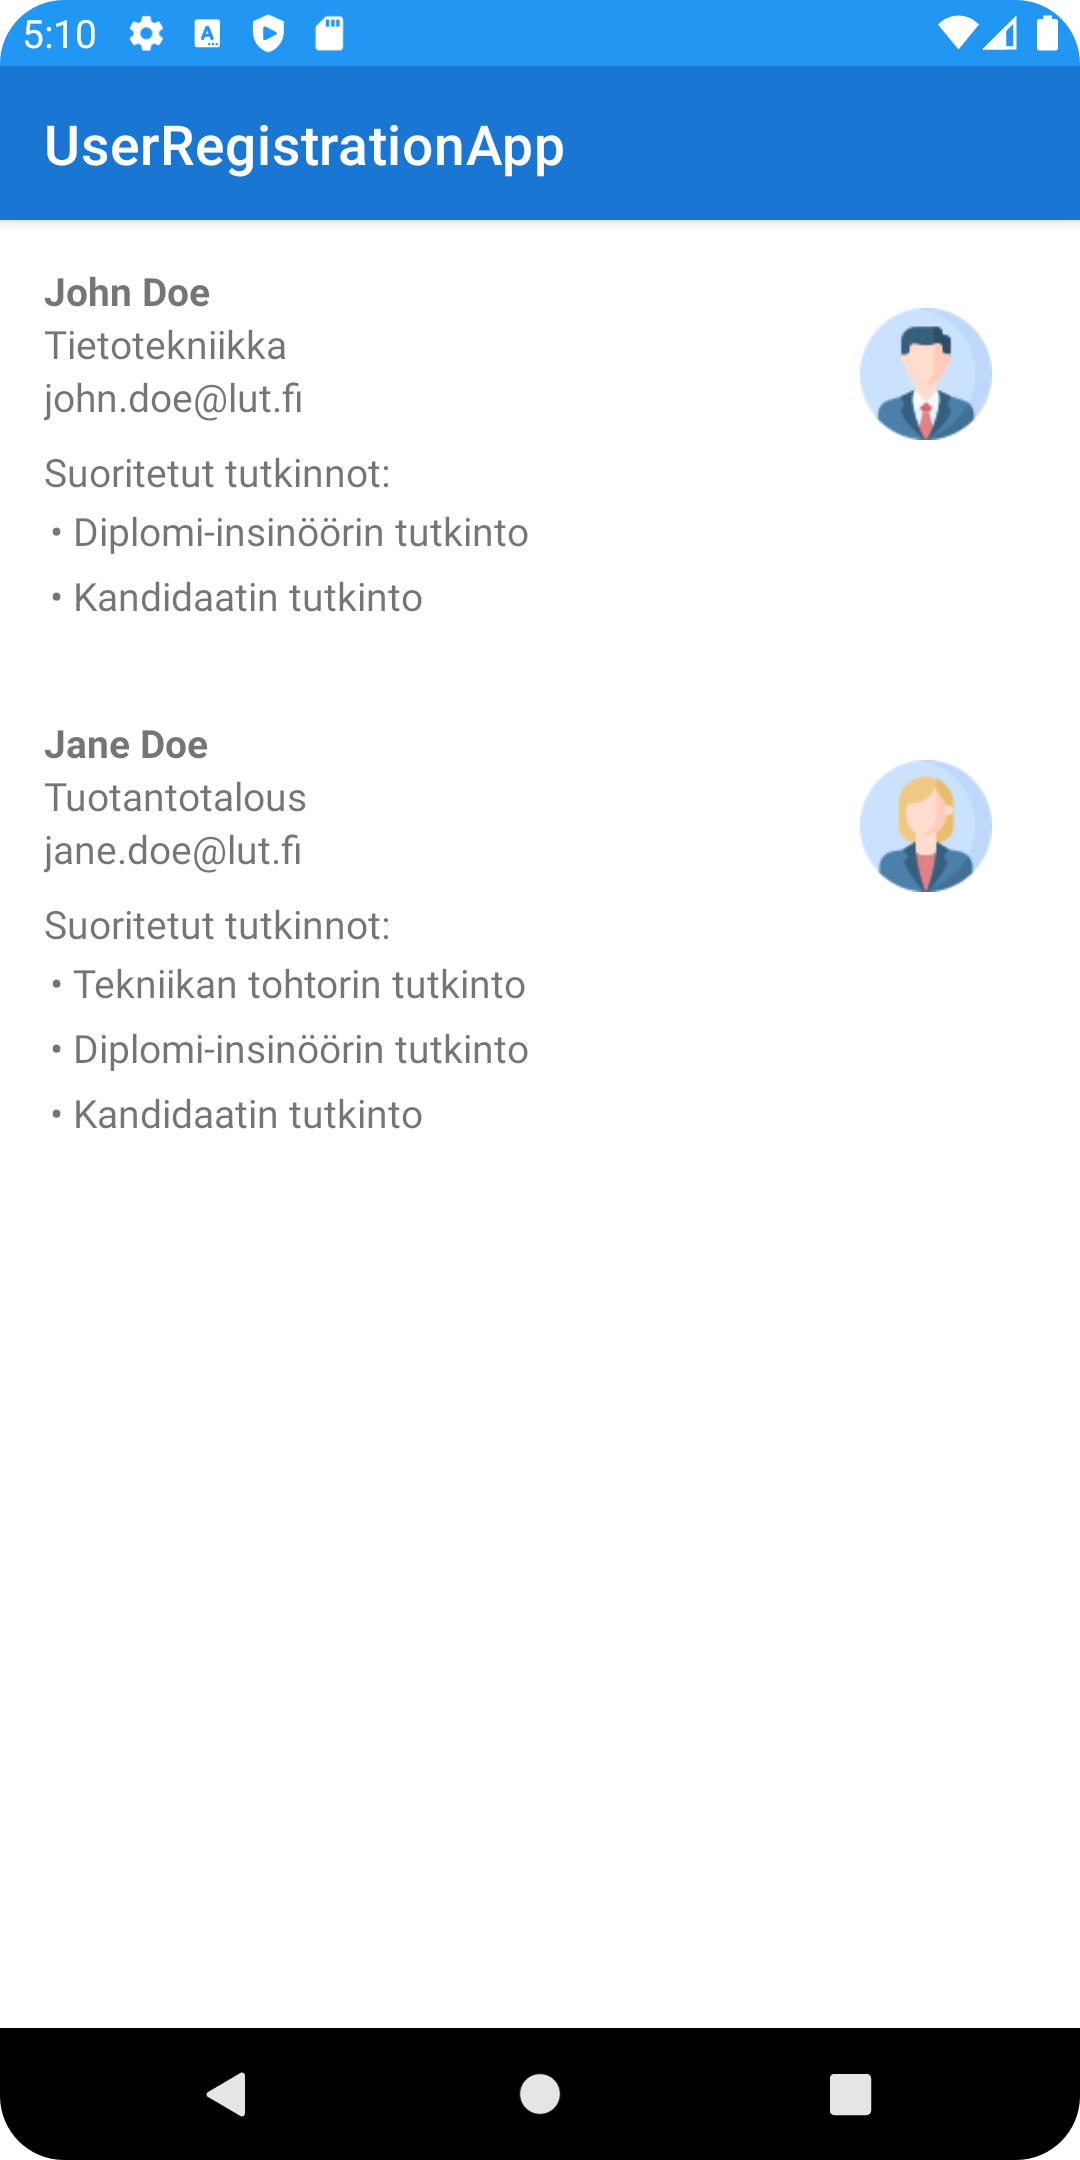 5:10
UserRegistrationApp
John Doe
Tietotekniikka
john.doe@lut.fi
Suoritetut tutkinnot:
• Diplomi-insinöörin tutkinto
• Kandidaatin tutkinto
Jane Doe
Tuotantotalous
jane.doe@lut.fi
Suoritetut tutkinnot:
• Tekniikan tohtorin tutkinto
• Diplomi-insinöörin tutkinto
• Kandidaatin tutkinto